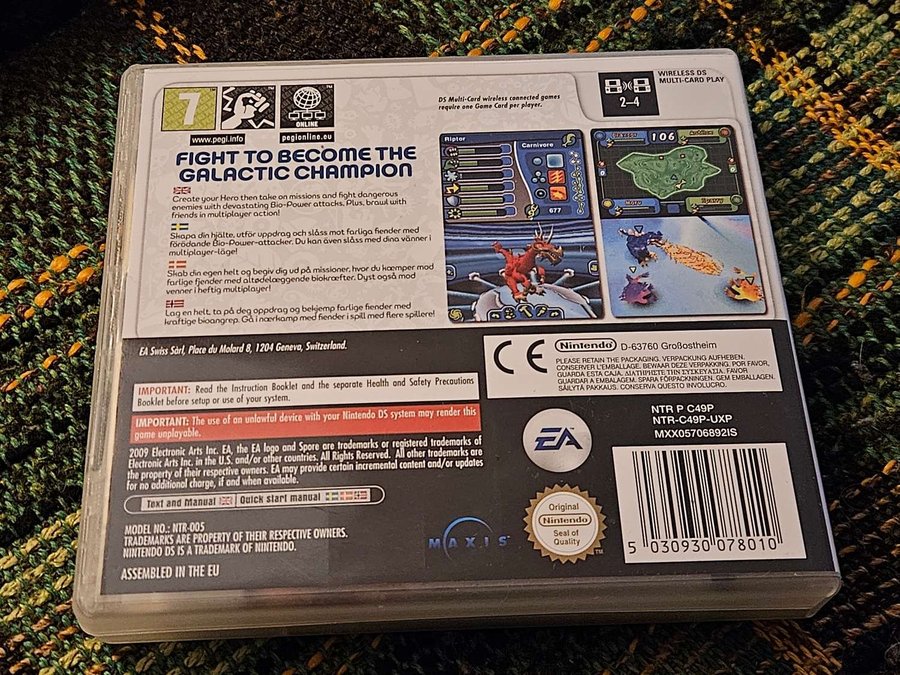 7
www.pegi.info
ONLINE
pegionline.eu
DS Multi-Card wireless connected games
require one Game Card per player.
2-4
WIRELESS DS
MULTI-CARD PLAY
FIGHT TO BECOME THE
GALACTIC CHAMPION
Create your Hero then take on missions and fight dangerous
enemies with devastating Bio-Power attacks. Plus, brawl with
friends in multiplayer action!
Skapa din hjälte, utför uppdrag och slåss mot farliga fiender med
förödande Bio-Power-attacker. Du kan även slåss med dina vänner i
multiplayer-läge!
Skab din egen helt og begiv dig ud på missioner, hvor du kæmper mod
farlige fjender med altødelæggende biokræfter. Dyst også mod
venner i heftig multiplayer!
Lag en helt, ta på deg oppdrag og bekjemp farlige fiender med
kraftige bioangrep. Gå i nærkamp med fiender i spill med flere spillere!
Riptor
Carnivore
677
106
EA Swiss Sàrl, Place du Molard 8, 1204 Geneva, Switzerland.
CE
Nintendo
D-63760 Großostheim
PLEASE RETAIN THE PACKAGING. VERPACKUNG AUFHEBEN.
CONSERVER L'EMBALLAGE. BEWAAR DEZE VERPAKKING. POR FAVOR,
GUARDA ESTA CAJA. ΔΙΑΤΗΡΗΣΤΕ ΤΗ ΣΥΣΚΕΥΑΣΙΑ. FAVOR
GUARDAR A EMBALAGEM. SPARA FÖRPACKNINGEN. GEM EMBALLAGEN.
SÄILYTÄ PAKKAUS. CONSERVA QUESTO INVOLUCRO.
IMPORTANT: Read the Instruction Booklet and the separate Health and Safety Precautions
Booklet before setup or use of your system.
IMPORTANT: The use of an unlawful device with your Nintendo DS system may render this
game unplayable.
2009 Electronic Arts Inc. EA, the EA logo and Spore are trademarks or registered trademarks of
Electronic Arts Inc. in the U.S. and/or other countries. All Rights Reserved. All other trademarks are
the property of their respective owners. EA may provide certain incremental content and/or updates
for no additional charge, if and when available.
Text and Manual
Quick start manual
MODEL NO.: NTR-005
TRADEMARKS ARE PROPERTY OF THEIR RESPECTIVE OWNERS.
NINTENDO DS IS A TRADEMARK OF NINTENDO.
ASSEMBLED IN THE EU
MAXIS™
EA
Original
Nintendo
Seal of
Quality
TM
NTR P C49P
NTR-C49P-UXP
MXX05706892IS
5 030930 078010